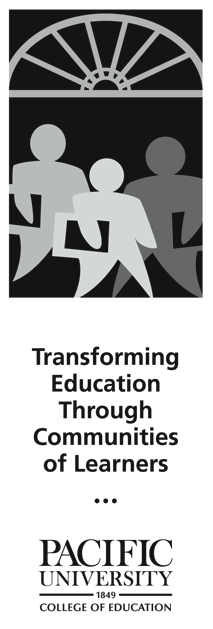 Transforming
Education
Through
Communities
of Learners
...
PACIFIC
UNIVERSITY
1849
COLLEGE OF EDUCATION